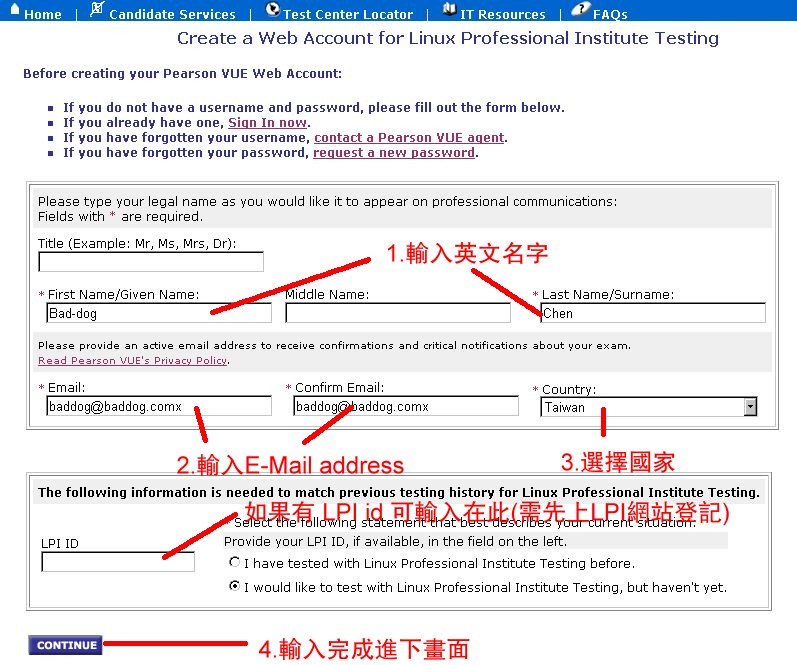 Home | Candidate Services | Test Center Locator | IT Resources | FAQs
Create a Web Account for Linux Professional Institute Testing
Before creating your Pearson VUE Web Account:
If you do not have a username and password, please fill out the form below.
If you already have one, Sign In now.
If you have forgotten your username, contact a Pearson VUE agent.
If you have forgotten your password, request a new password.
Please type your legal name as you would like it to appear on professional communications:
Fields with * are required.
Title (Example: Mr, Ms, Mrs, Dr):
1.輸入英文名字
* First Name/Given Name: Middle Name: * Last Name/Surname:
Bad-dog Chen
Please provide an active email address to receive confirmations and critical notifications about your exam.
Read Pearson VUE's Privacy Policy.
* Email: * Confirm Email: * Country:
baddog@baddog.comx baddog@baddog.comx Taiwan
2.輸入E-Mail address 3.選擇國家
The following information is needed to match previous testing history for Linux Professional Institute Testing.
如果有 LPI id 可輸入在此(需先上LPI網站登記)
* Select the following statement that best describes your current situation.
LPI ID Provide your LPI ID, if available, in the field on the left.
I have tested with Linux Professional Institute Testing before.
I would like to test with Linux Professional Institute Testing, but haven't yet.
CONTINUE 4.輸入完成進下畫面